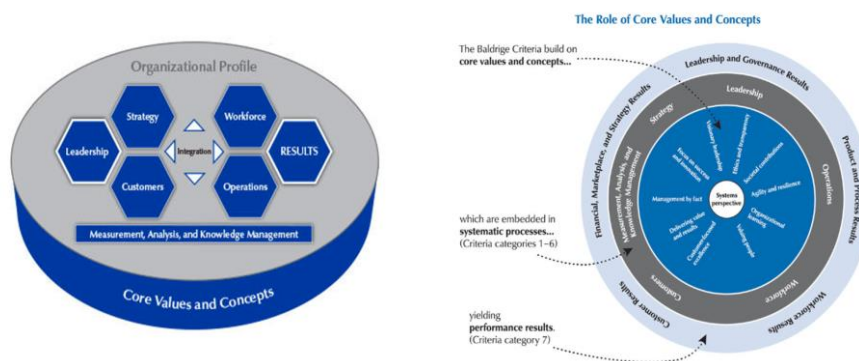 Organizational Profile
Strategy
Workforce
Leadership
Integration
RESULTS
Customers
Operations
Measurement, Analysis, and Knowledge Management
Core Values and Concepts
The Role of Core Values and Concepts
The Baldrige Criteria build on
core values and concepts...
which are embedded in
systematic processes...
(Criteria categories 1–6)
yielding
performance results.
(Criteria category 7)
Leadership and Governance Results
Product and Process Results
Workforce Results
Customer Results
Financial, Marketplace, and Strategy Results
Leadership
Operations
Workforce
Customers
Measurement, Analysis, and
Knowledge Management
Strategy
Systems
perspective
Visionary leadership
Ethics and transparency
Societal contributions
Agility and resilience
Organizational
learning
Valuing people
Customer-focused
excellence
Delivering value
and results
Management by fact
Focus on success
and innovation